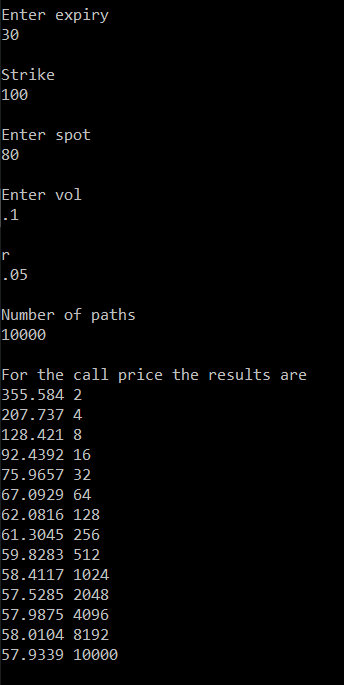 Enter expiry
30
Strike
100
Enter spot
80
Enter vol
.1
r
.05
Number of paths
10000
For the call price the results are
355.584 2
207.737 4
128.421 8
92.4392 16
75.9657 32
67.0929 64
62.0816 128
61.3045 256
59.8283 512
58.4117 1024
57.5285 2048
57.9875 4096
58.0104 8192
57.9339 10000